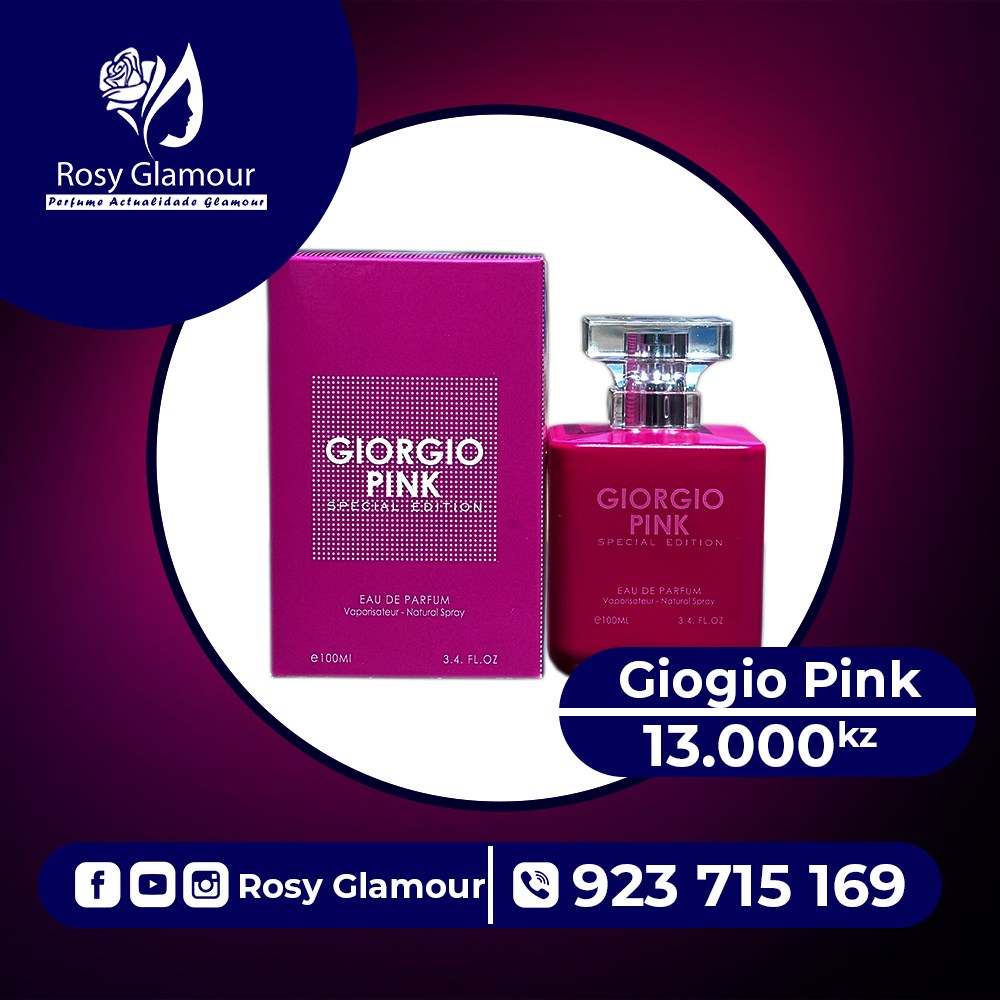 Rosy Glamour
Perfume Actualidade Glamour
GIORGIO
PINK
SPECIAL EDITION
EAU DE PARFUM
Vaporisateur - Natural Spray
e100Ml 3.4. FL.OZ
GIORGIO
PINK
SPECIAL EDITION
EAU DE PARFUM
Vaporisateur - Natural Spray
e100ML 3.4. FL.OZ
Giogio Pink
13.000kz
Rosy Glamour
923 715 169